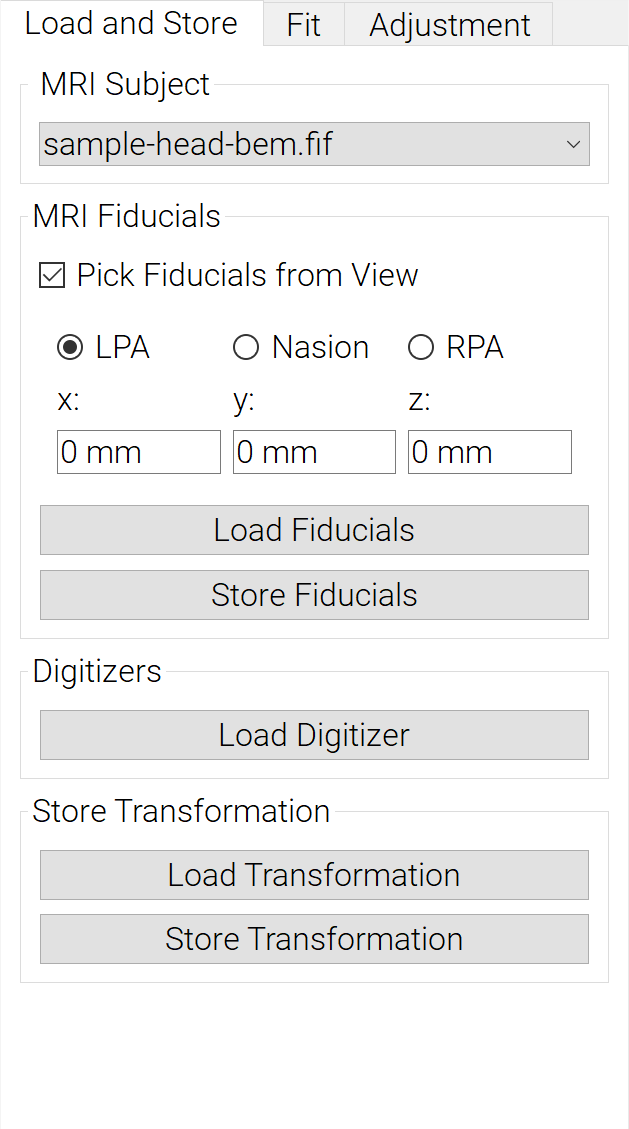 Load and Store Fit Adjustment
MRI Subject
sample-head-bem.fif
MRI Fiducials
Pick Fiducials from View
LPA Nasion RPA
x: y: z:
0 mm 0 mm 0 mm
Load Fiducials
Store Fiducials
Digitizers
Load Digitizer
Store Transformation
Load Transformation
Store Transformation